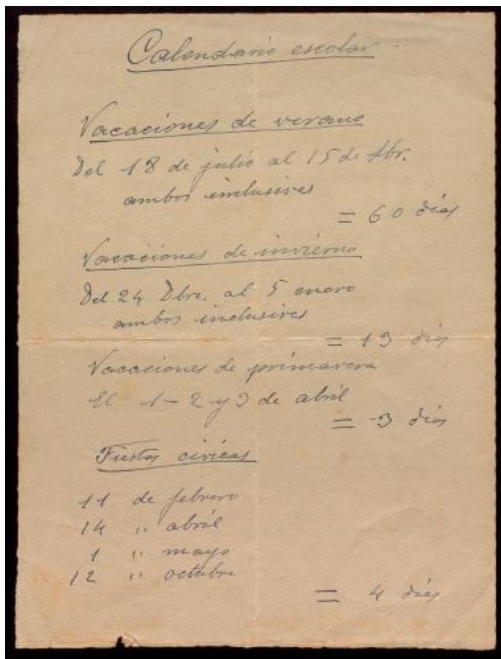 Calendario escolar
Vacaciones de verano
Del 18 de julio al 15 de 7br.
ambos inclusives
= 60 días
Vacaciones de invierno
Del 24 Dbre. al 5 enero
ambos inclusives
= 13 días
Vacaciones de primavera
El 1-2 y 3 de abril
= 3 días
Fiestas cívicas
11 de febrero
14 " abril
1 " mayo
12 " octubre
= 4 días